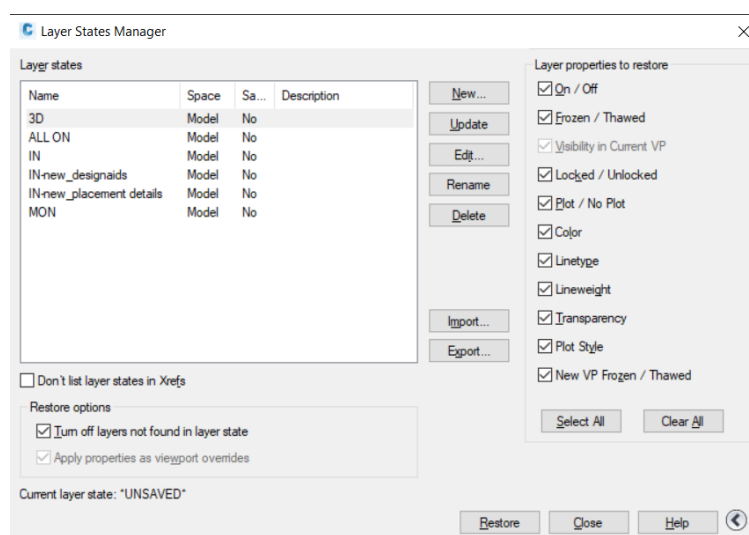 Layer States Manager
Layer states
Name Space Sa... Description
3D Model No
ALL ON Model No
IN Model No
IN-new_designaids Model No
IN-new_placement details Model No
MON Model No
New...
Update
Edit...
Rename
Delete
Import...
Export...
Don't list layer states in Xrefs
Restore options
Turn off layers not found in layer state
Apply properties as viewport overrides
Current layer state: *UNSAVED*
Layer properties to restore
On / Off
Frozen / Thawed
Visibility in Current VP
Locked / Unlocked
Plot / No Plot
Color
Linetype
Lineweight
Transparency
Plot Style
New VP Frozen / Thawed
Select All Clear All
Restore Close Help